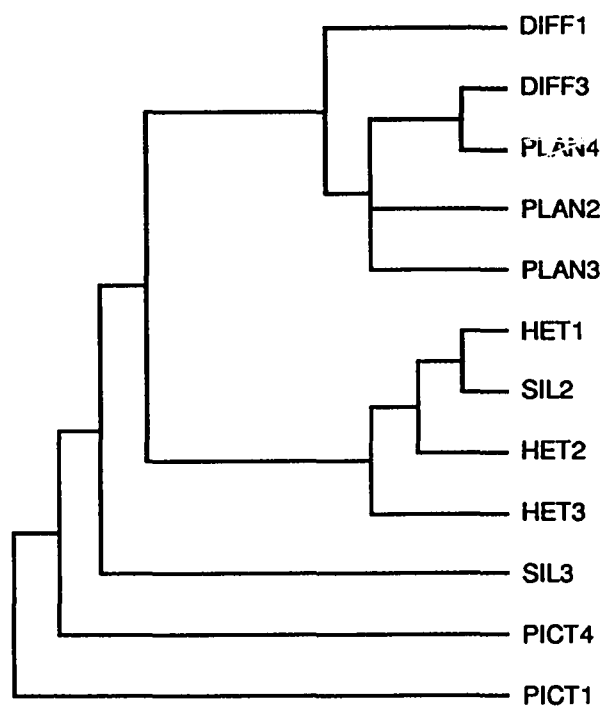 DIFF1
DIFF3
PLAN4
PLAN2
PLAN3
HET1
SIL2
HET2
HET3
SIL3
PICT4
PICT1